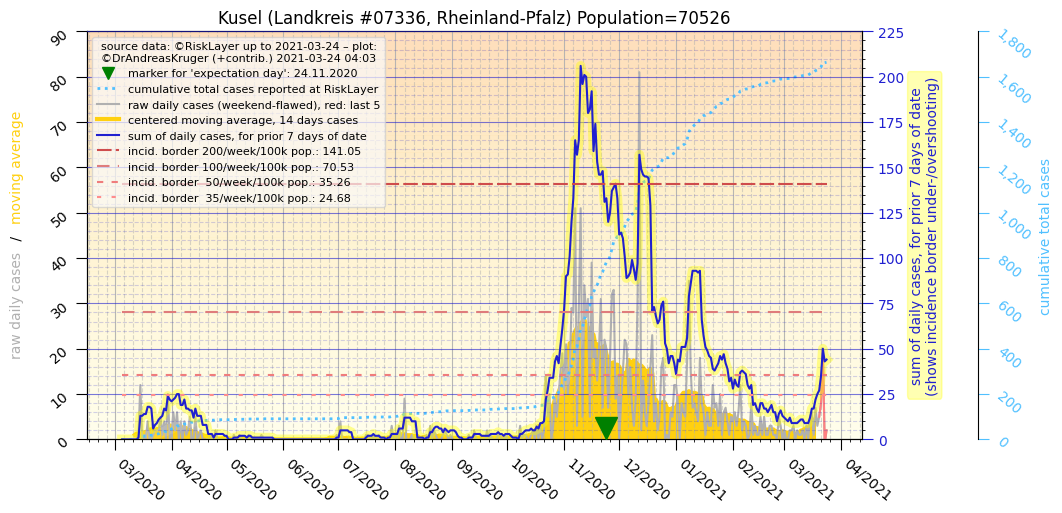 Kusel (Landkreis #07336, Rheinland-Pfalz) Population=70526
source data: ©RiskLayer up to 2021-03-24 – plot:
©DrAndreasKruger (+contrib.) 2021-03-24 04:03
marker for 'expectation day': 24.11.2020
cumulative total cases reported at RiskLayer
raw daily cases (weekend-flawed), red: last 5
centered moving average, 14 days cases
sum of daily cases, for prior 7 days of date
incid. border 200/week/100k pop.: 141.05
incid. border 100/week/100k pop.: 70.53
incid. border 50/week/100k pop.: 35.26
incid. border 35/week/100k pop.: 24.68
raw daily cases / moving average
90
80
70
60
50
40
30
20
10
0
03/2020
04/2020
05/2020
06/2020
07/2020
08/2020
09/2020
10/2020
11/2020
12/2020
01/2021
02/2021
03/2021
04/2021
225
200
175
150
125
100
75
50
25
0
sum of daily cases, for prior 7 days of date
(shows incidence border under-/overshooting)
1,800
1,600
1,400
1,200
1,000
800
600
400
200
0
cumulative total cases